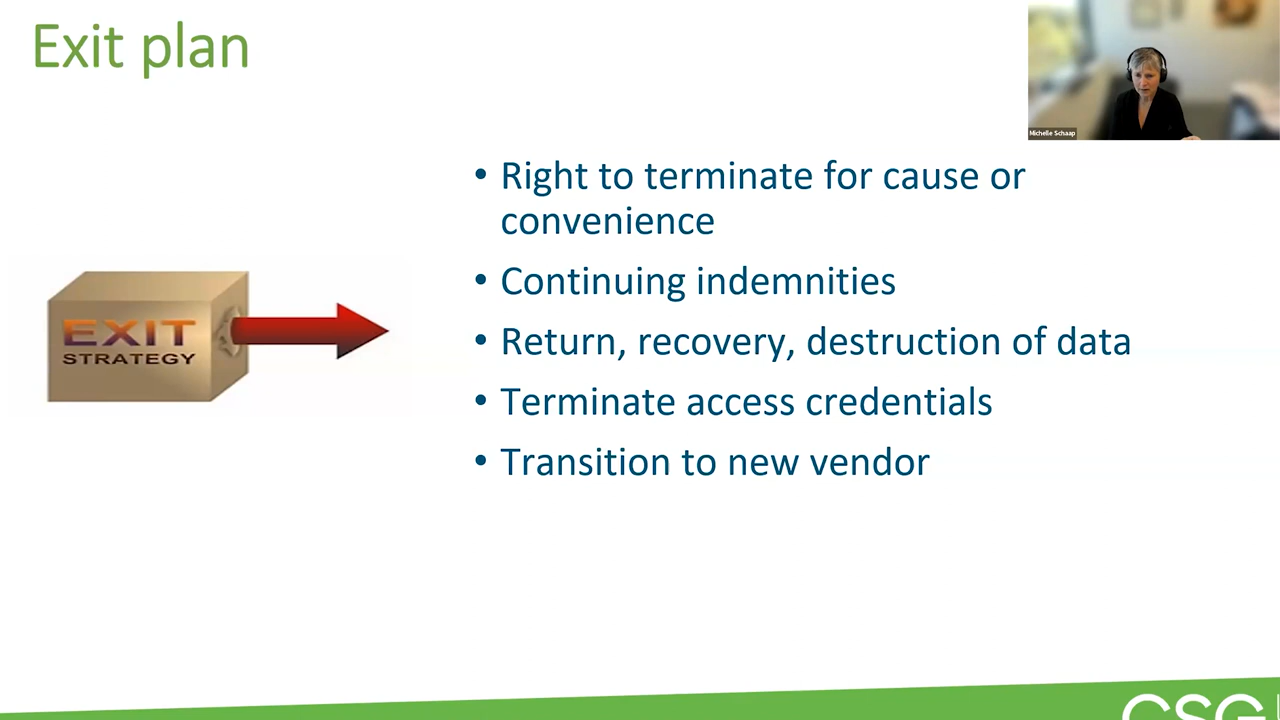 Exit plan
Michelle Schaap
• Right to terminate for cause or
convenience
• Continuing indemnities
• Return, recovery, destruction of data
• Terminate access credentials
• Transition to new vendor
EXIT
STRATEGY
CSG